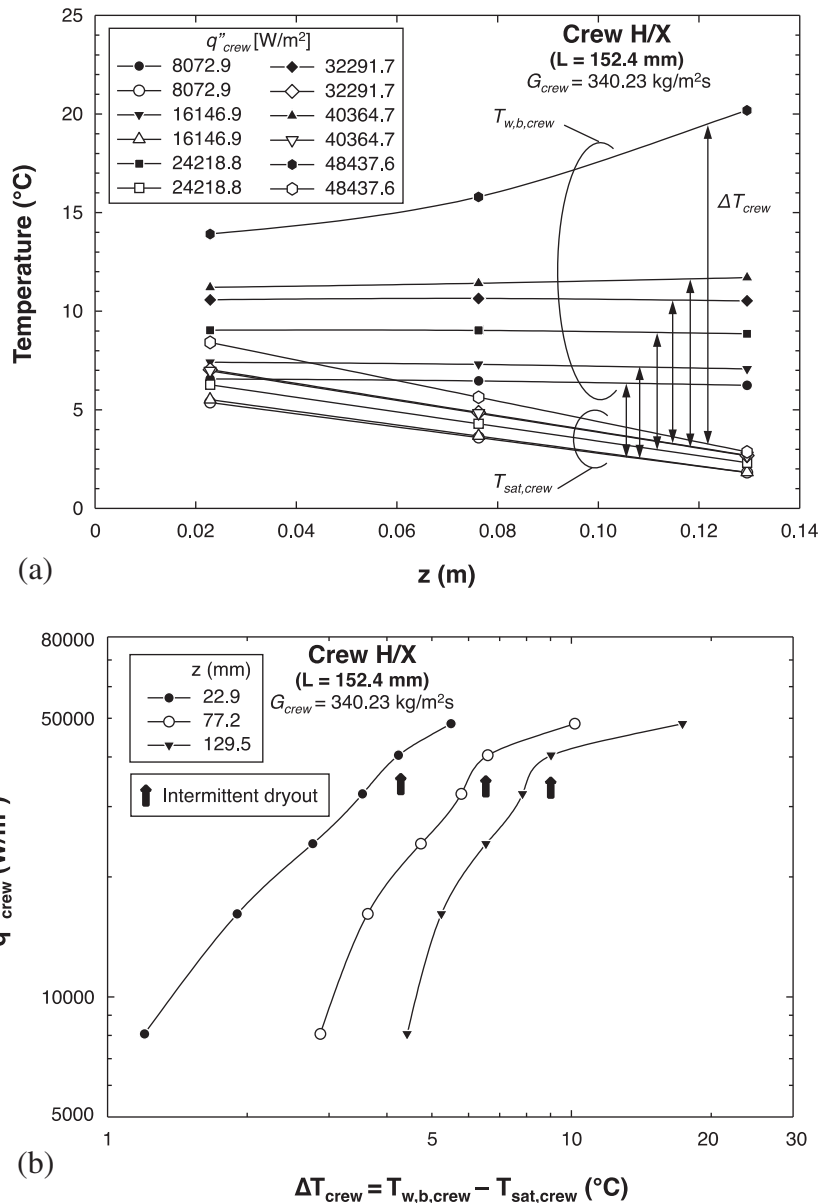 q"crew [W/m²]
8072.9 32291.7
8072.9 32291.7
16146.9 40364.7
16146.9 40364.7
24218.8 48437.6
24218.8 48437.6
Crew H/X
(L = 152.4 mm)
Gcrew = 340.23 kg/m²s
Tw,b,crew
ΔTcrew
Tsat,crew
25
20
15
10
5
0
Temperature (°C)
0 0.02 0.04 0.06 0.08 0.10 0.12 0.14
z (m)
(a)
z (mm)
22.9
77.2
129.5
Intermittent dryout
Crew H/X
(L = 152.4 mm)
Gcrew = 340.23 kg/m²s
80000
50000
10000
5000
crew (W/m²)
1 5 10 20 30
ΔTcrew = Tw,b,crew − Tsat,crew (°C)
(b)